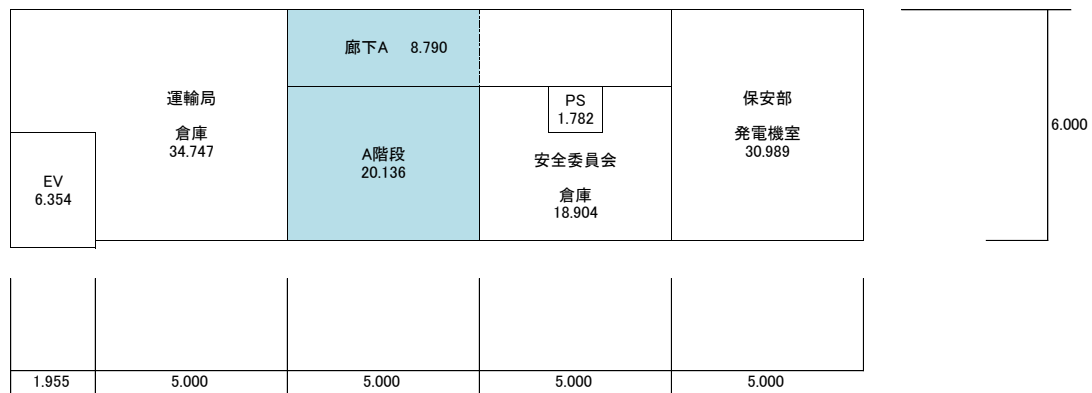 廊下A 8.790
運輸局
倉庫
34.747
PS
1.782
保安部
発電機室
30.989
6.000
A階段
20.136
安全委員会
倉庫
18.904
EV
6.354
1.955 5.000 5.000 5.000 5.000